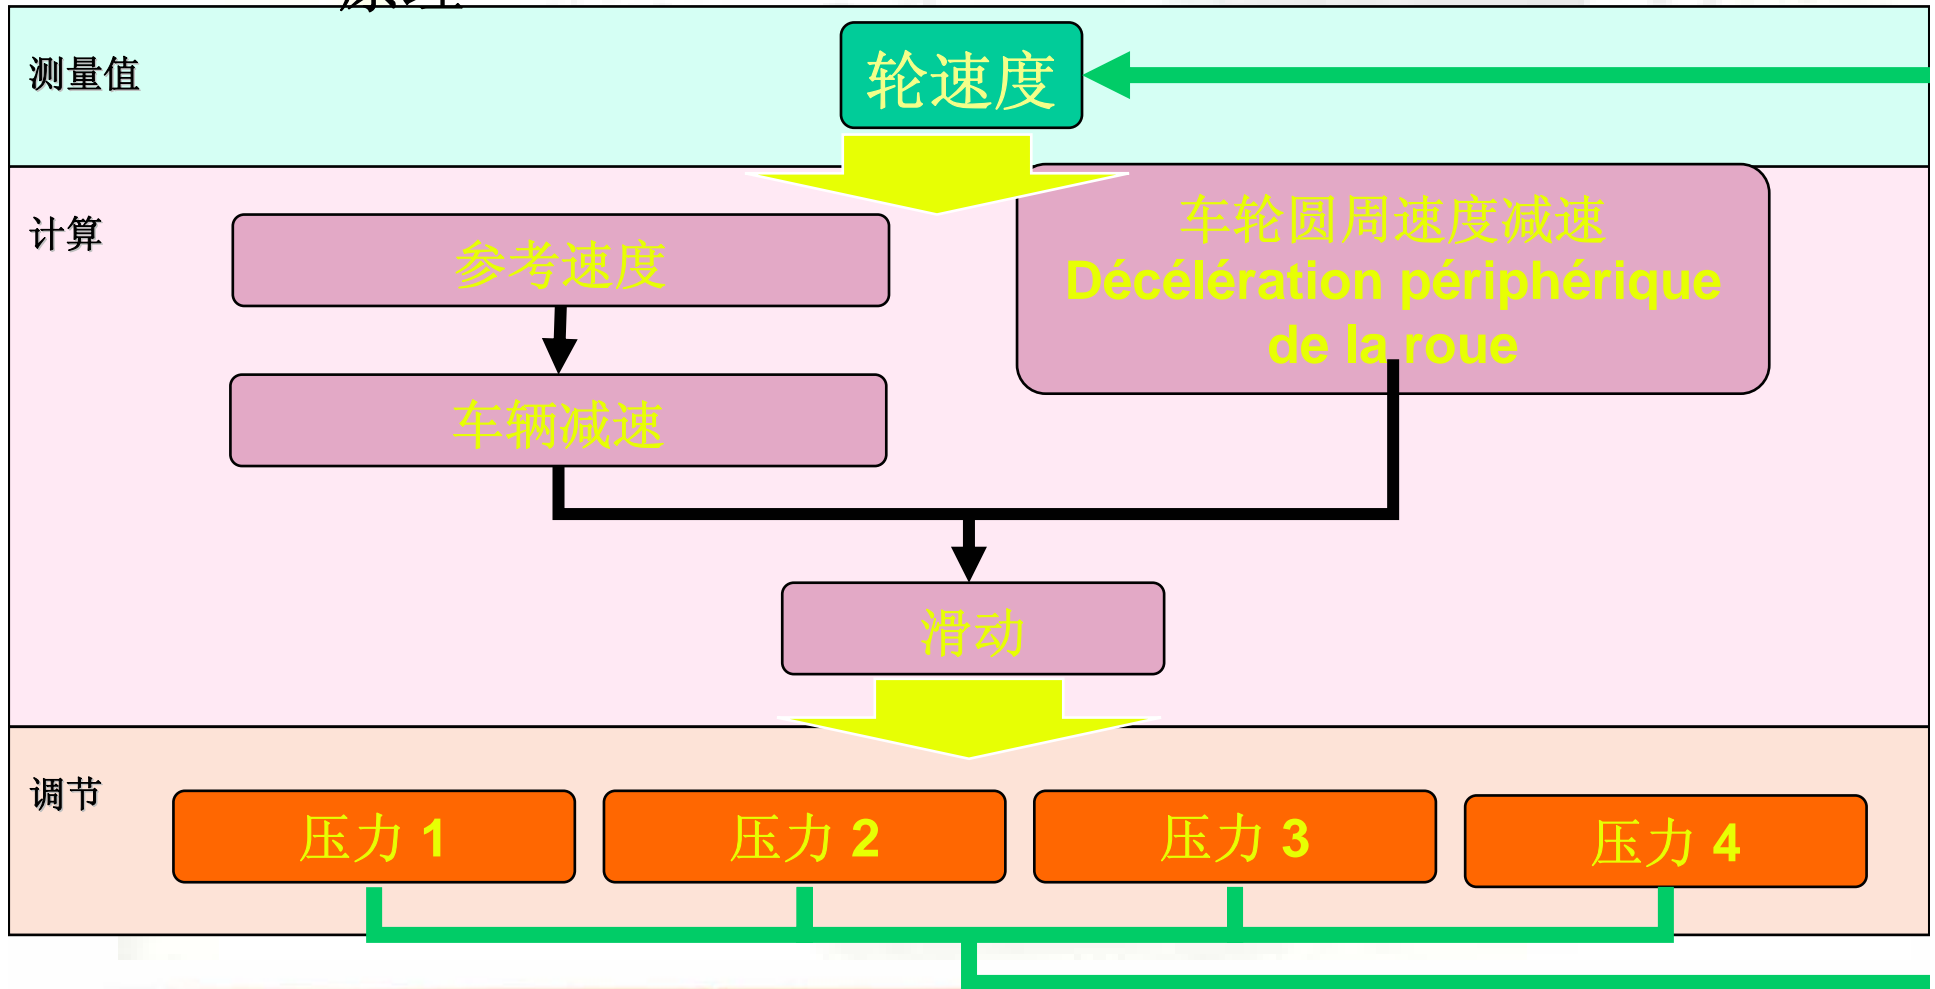 原理
测量值
轮速度
计算
参考速度
车轮圆周速度减速
Décélération périphérique
de la roue
车辆减速
滑动
调节
压力 1
压力 2
压力 3
压力 4